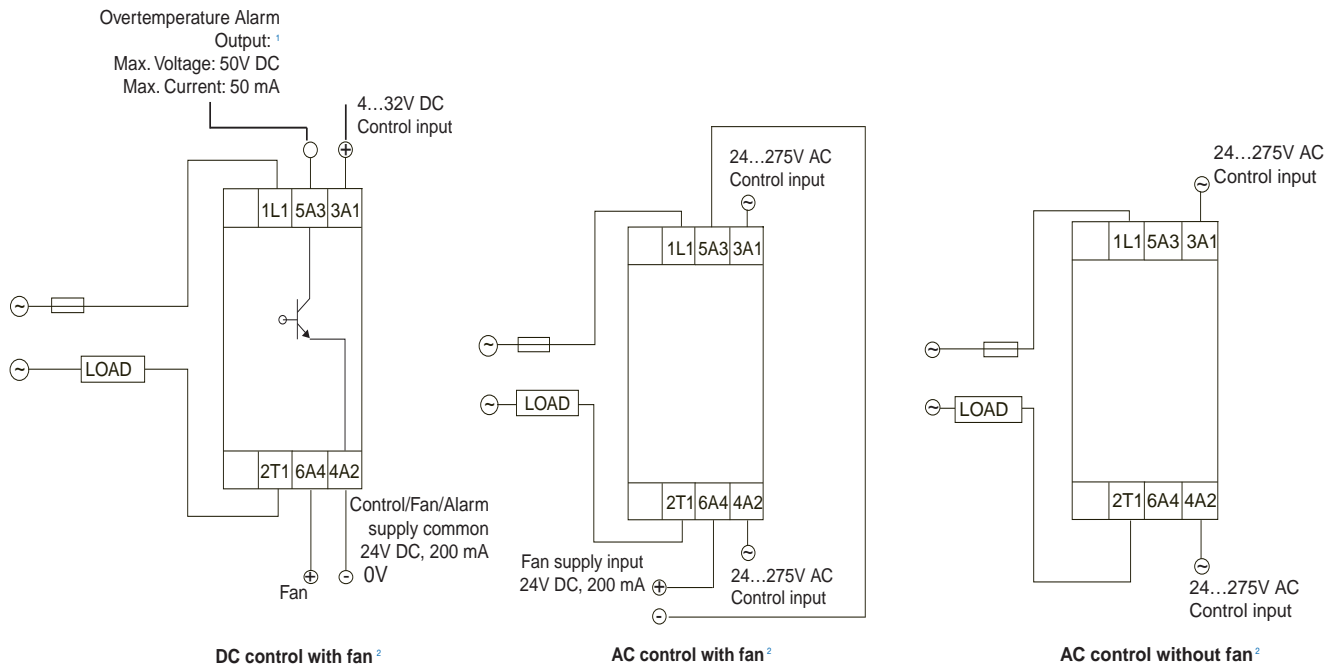 Overtemperature Alarm
Output: 1
Max. Voltage: 50V DC
Max. Current: 50 mA
4…32V DC
Control input
1L1 5A3 3A1
LOAD
2T1 6A4 4A2
Control/Fan/Alarm
supply common
24V DC, 200 mA
0V
Fan
DC control with fan 2
24…275V AC
Control input
1L1 5A3 3A1
LOAD
2T1 6A4 4A2
Fan supply input
24V DC, 200 mA
24…275V AC
Control input
AC control with fan 2
24…275V AC
Control input
1L1 5A3 3A1
LOAD
2T1 6A4 4A2
24…275V AC
Control input
AC control without fan 2